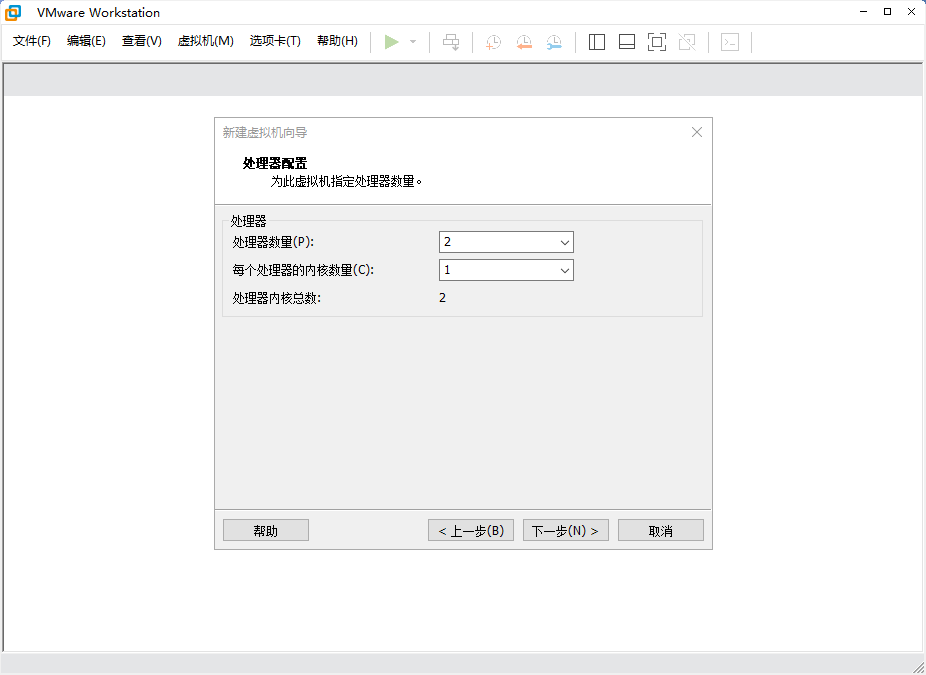 VMware Workstation
文件(F) 编辑(E) 查看(V) 虚拟机(M) 选项卡(T) 帮助(H)
新建虚拟机向导
处理器配置
为此虚拟机指定处理器数量。
处理器
处理器数量(P): 2
每个处理器的内核数量(C): 1
处理器内核总数: 2
帮助 < 上一步(B) 下一步(N) > 取消